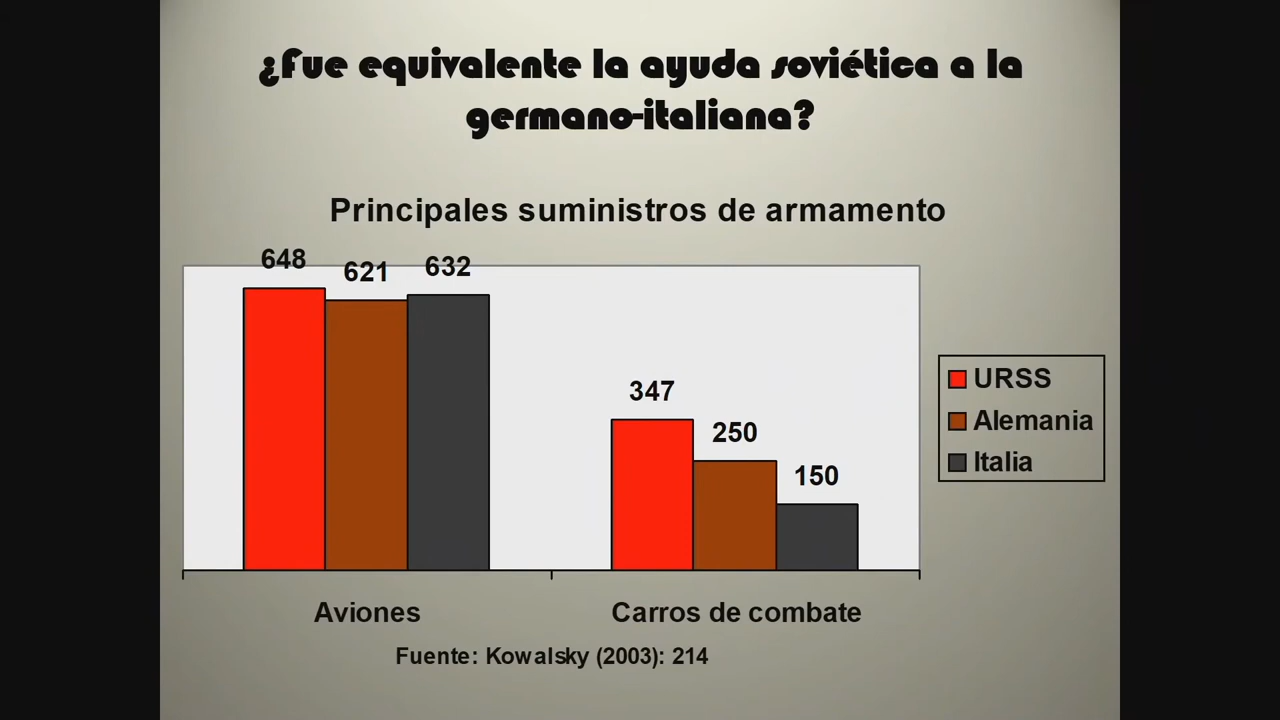 ¿Fue equivalente la ayuda soviética a la
germano-italiana?
Principales suministros de armamento
648
621
632
347
250
150
URSS
Alemania
Italia
Aviones
Carros de combate
Fuente: Kowalsky (2003): 214